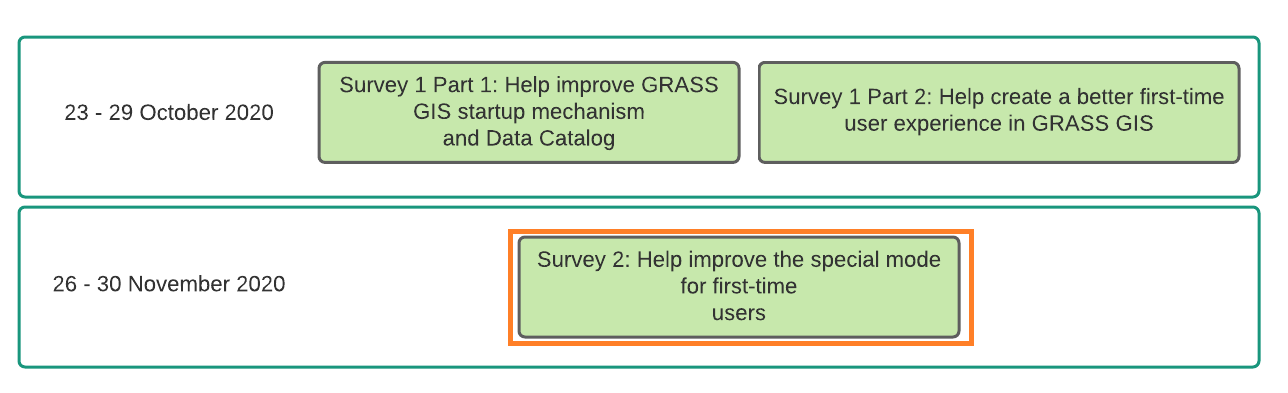 23 - 29 October 2020
Survey 1 Part 1: Help improve GRASS
GIS startup mechanism
and Data Catalog
Survey 1 Part 2: Help create a better first-time
user experience in GRASS GIS
26 - 30 November 2020
Survey 2: Help improve the special mode
for first-time
users